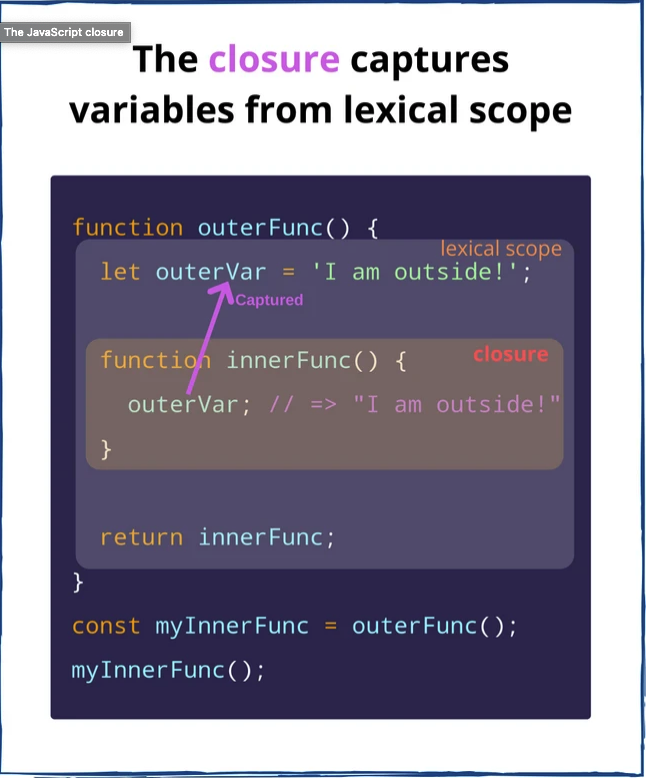 The JavaScript closure
The closure captures
variables from lexical scope
function outerFunc() {
lexical scope
let outerVar = 'I am outside!';
Captured
function innerFunc() {
closure
outerVar; // => "I am outside!"
}
return innerFunc;
}
const myInnerFunc = outerFunc();
myInnerFunc();